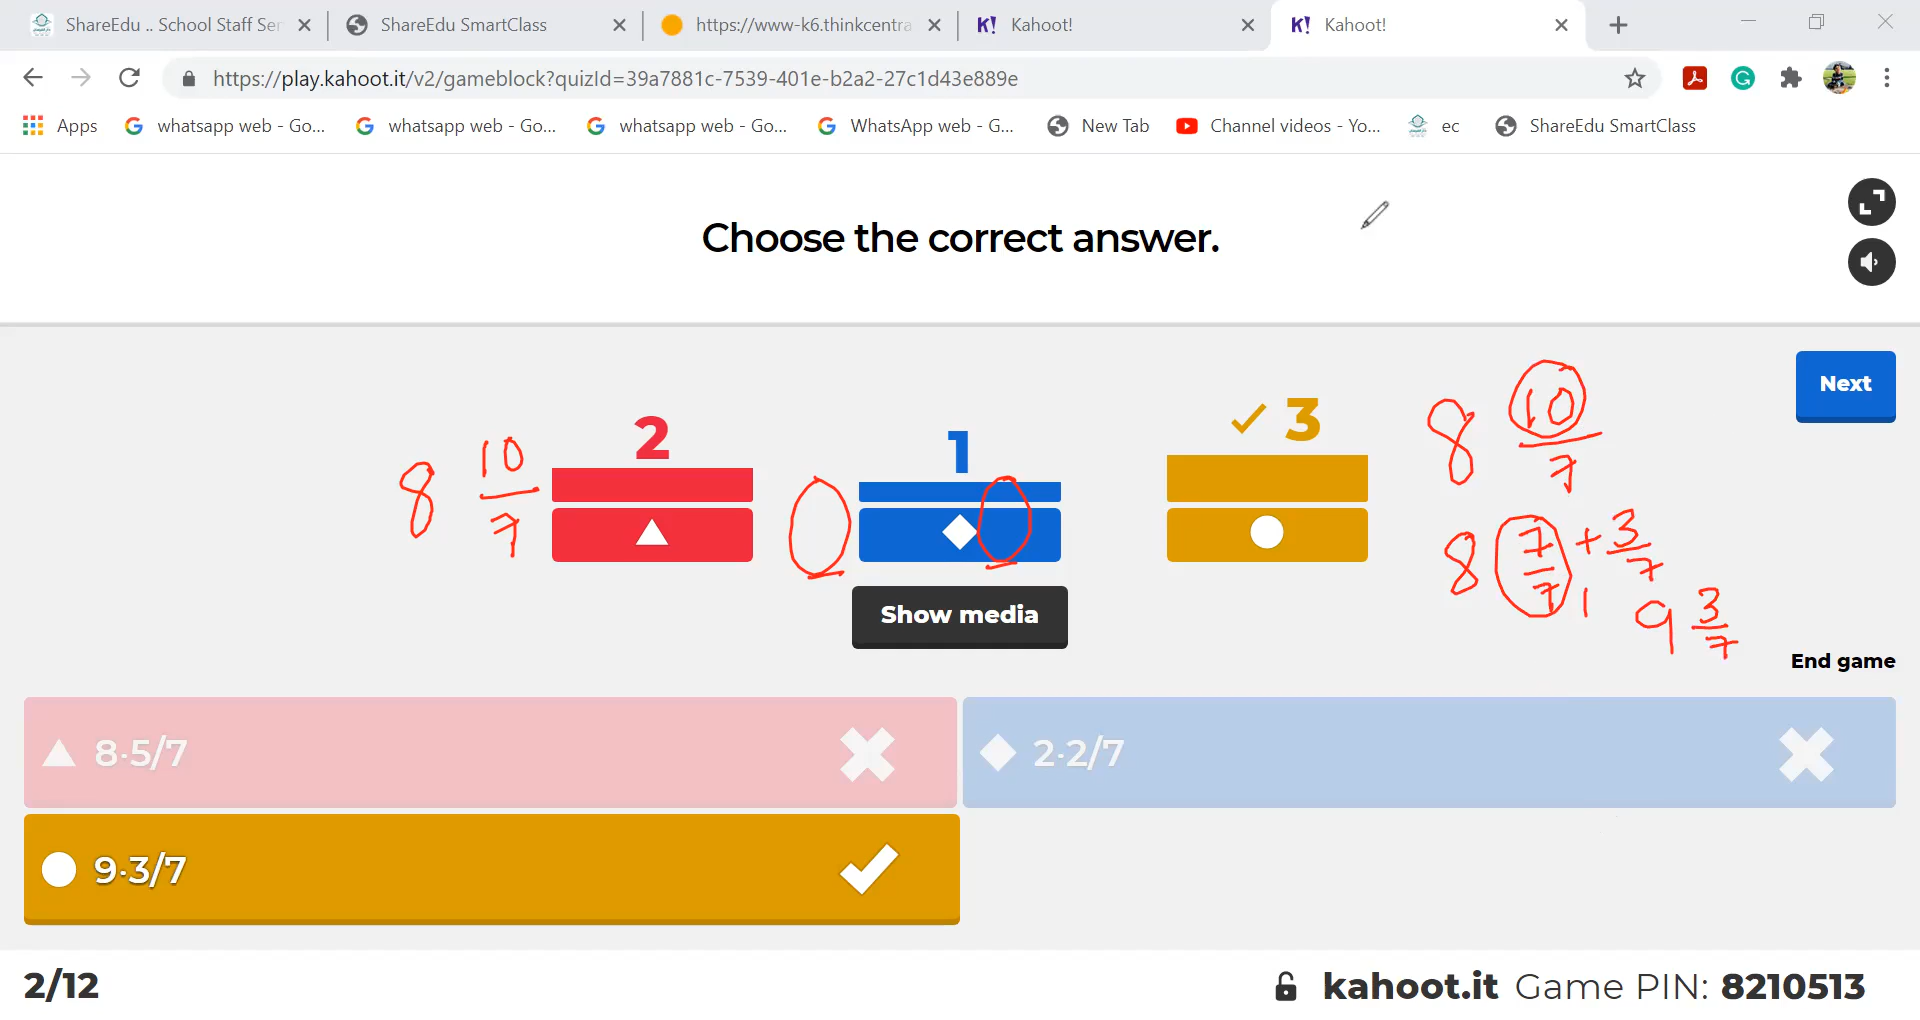 ShareEdu .. School Staff Ser
ShareEdu SmartClass
https://www-k6.thinkcentra
K! Kahoot!
K! Kahoot!
https://play.kahoot.it/v2/gameblock?quizId=39a7881c-7539-401e-b2a2-27c1d43e889e
Apps
whatsapp web - Go...
whatsapp web - Go...
whatsapp web - Go...
WhatsApp web - G...
New Tab
Channel videos - Yo...
ec
ShareEdu SmartClass
Choose the correct answer.
Next
8 10/7
2
1
3
8 10/7
8 7/7 + 3/7
1
9 3/7
Show media
End game
8·5/7
2·2/7
9·3/7
2/12
kahoot.it Game PIN: 8210513